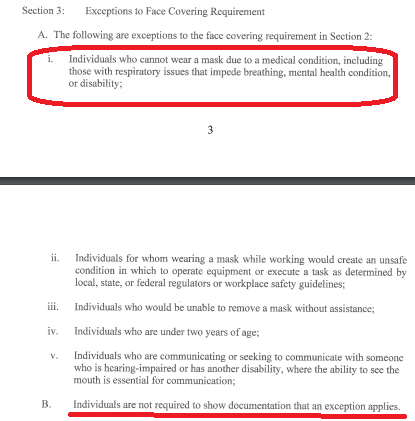 Section 3: Exceptions to Face Covering Requirement
A. The following are exceptions to the face covering requirement in Section 2:
i. Individuals who cannot wear a mask due to a medical condition, including
those with respiratory issues that impede breathing, mental health condition,
or disability;
3
ii. Individuals for whom wearing a mask while working would create an unsafe
condition in which to operate equipment or execute a task as determined by
local, state, or federal regulators or workplace safety guidelines;
iii. Individuals who would be unable to remove a mask without assistance;
iv. Individuals who are under two years of age;
v. Individuals who are communicating or seeking to communicate with someone
who is hearing-impaired or has another disability, where the ability to see the
mouth is essential for communication;
B. Individuals are not required to show documentation that an exception applies.